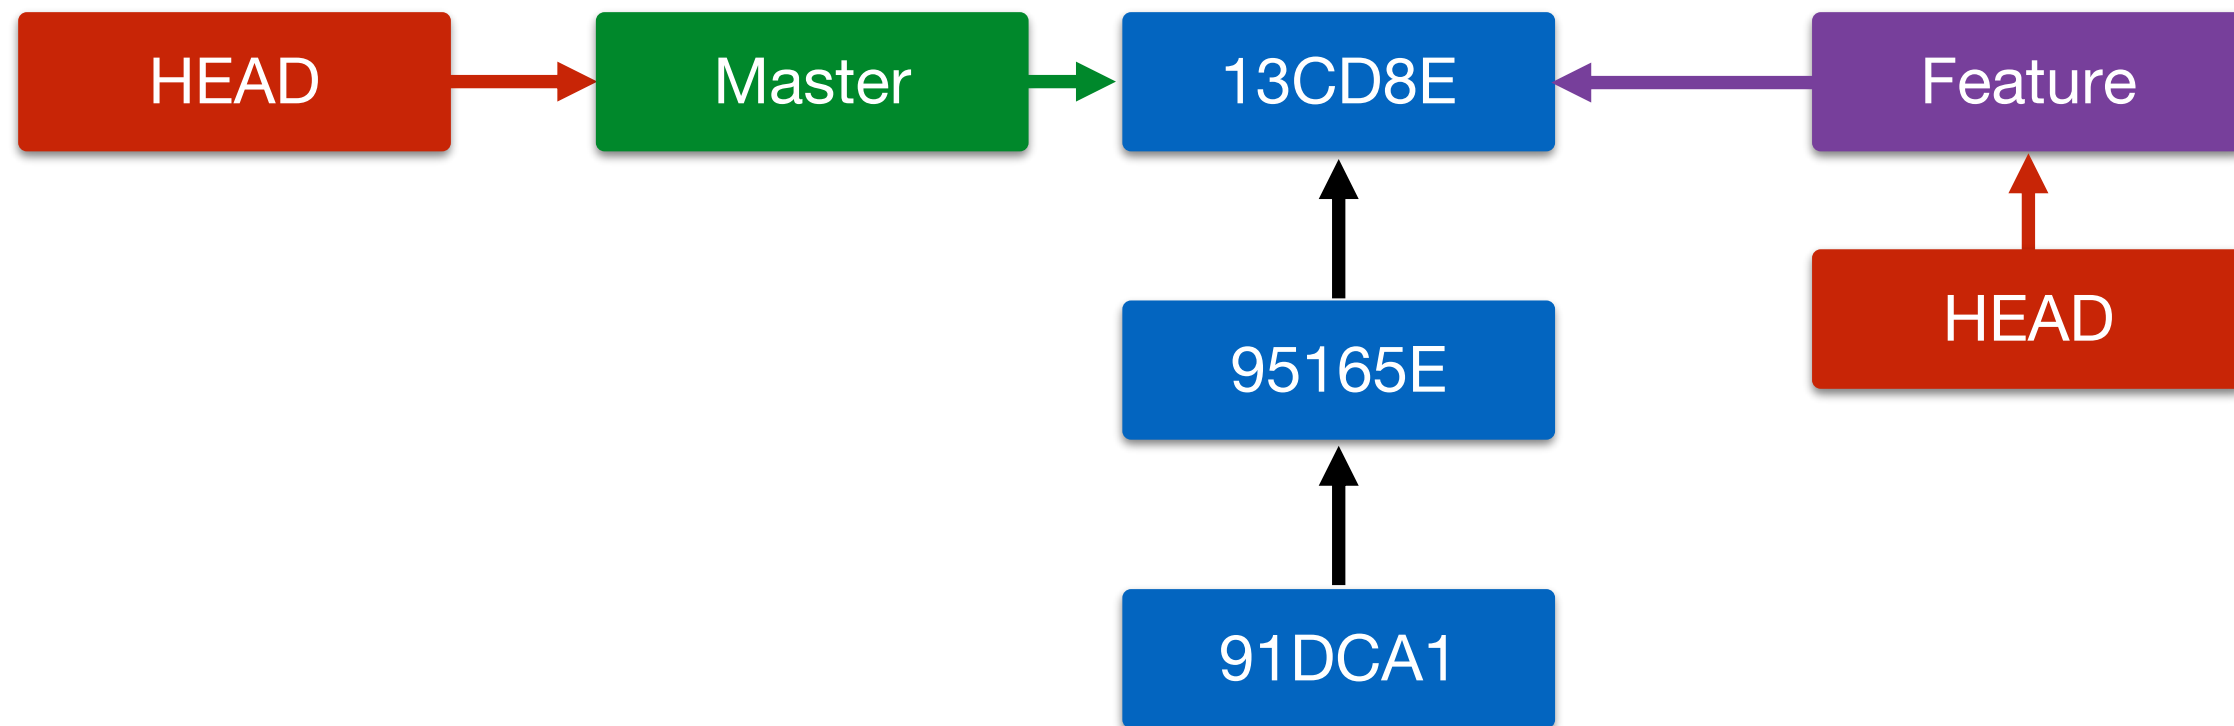 HEAD
Master
13CD8E
Feature
95165E
HEAD
91DCA1